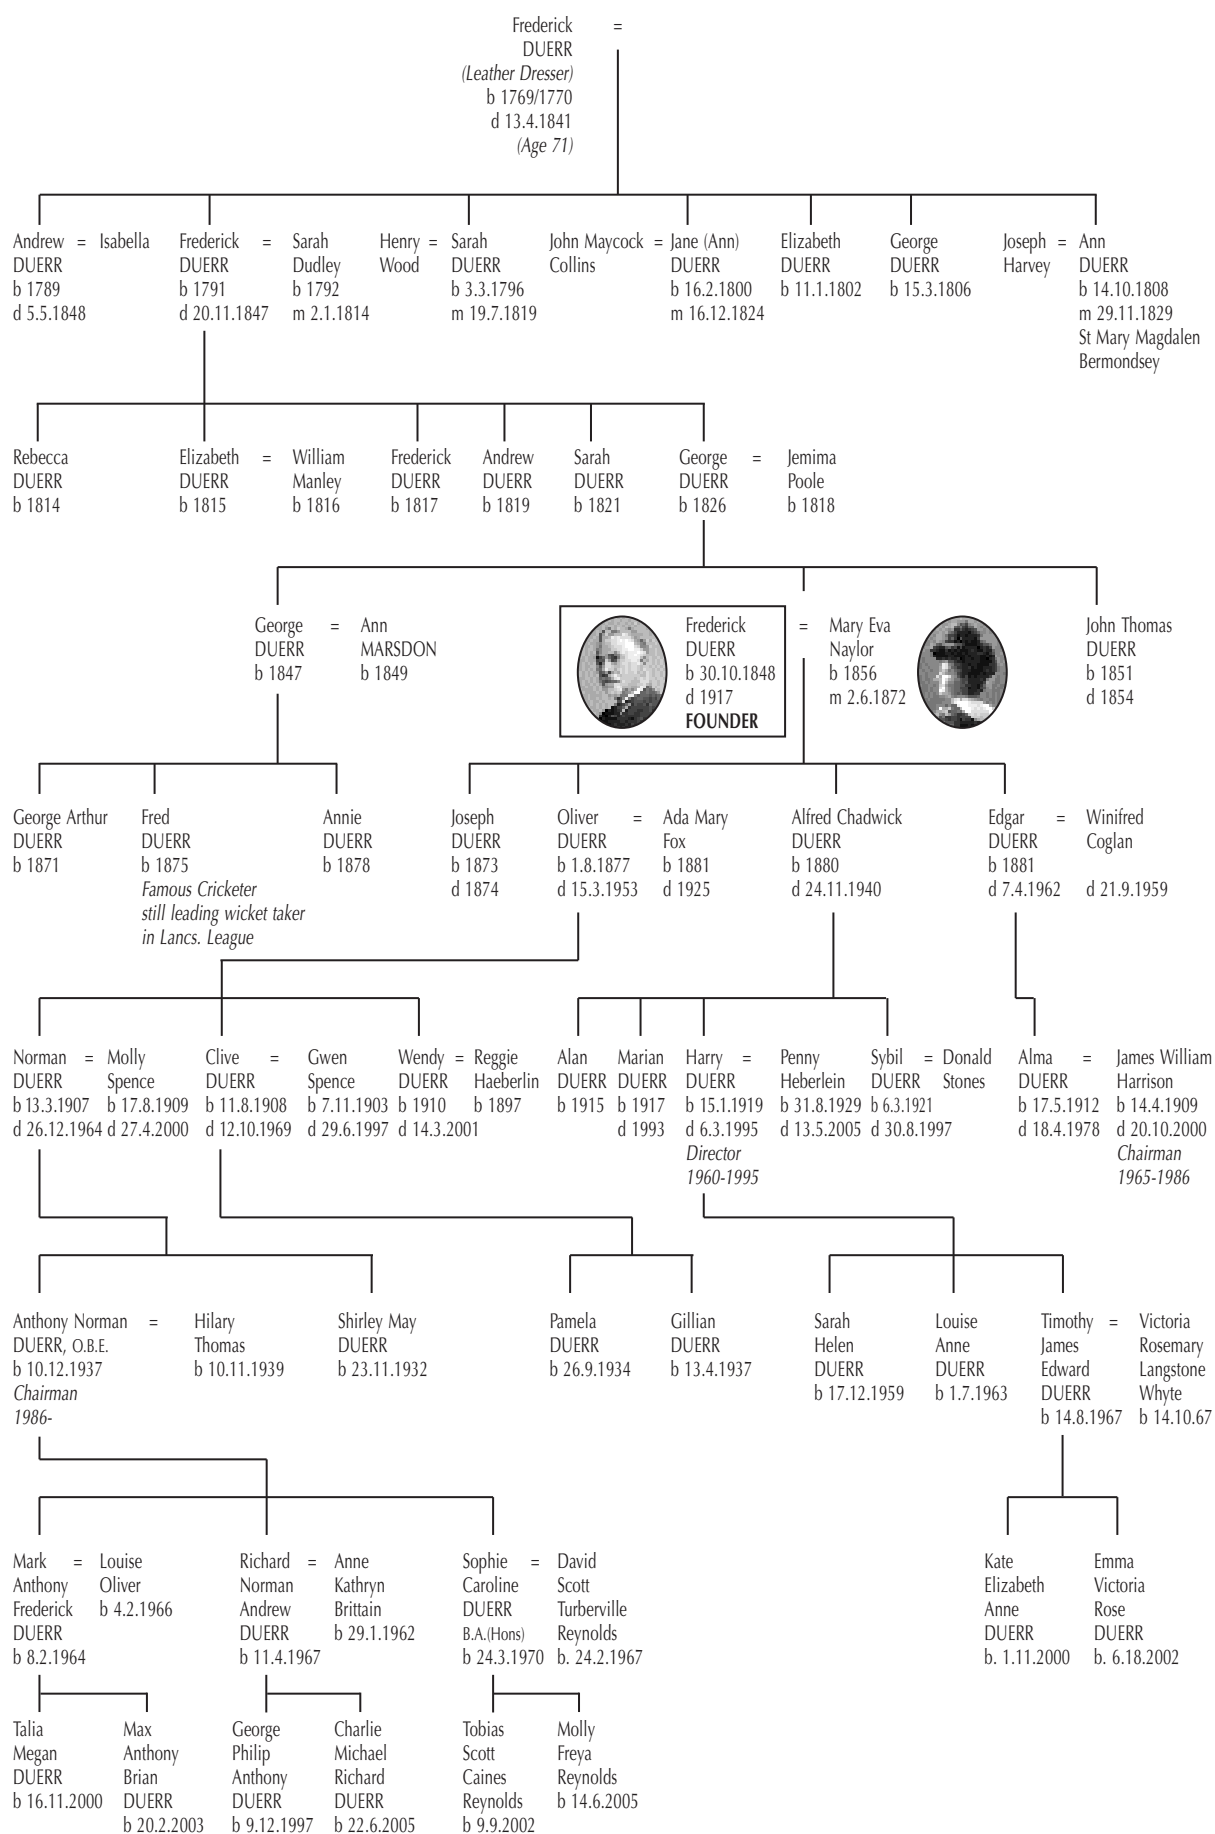 Frederick =
DUERR
(Leather Dresser)
b 1769/1770
d 13.4.1841
(Age 71)
Andrew = Isabella
DUERR
b 1789
d 5.5.1848
Frederick =
DUERR
b 1791
d 20.11.1847
Sarah
Dudley
b 1792
m 2.1.1814
Henry =
Wood
Sarah
DUERR
b 3.3.1796
m 19.7.1819
John Maycock =
Collins
Jane (Ann)
DUERR
b 16.2.1800
m 16.12.1824
Elizabeth
DUERR
b 11.1.1802
George
DUERR
b 15.3.1806
Joseph =
Harvey
Ann
DUERR
b 14.10.1808
m 29.11.1829
St Mary Magdalen
Bermondsey
Rebecca
DUERR
b 1814
Elizabeth =
DUERR
b 1815
William
Manley
b 1816
Frederick
DUERR
b 1817
Andrew
DUERR
b 1819
Sarah
DUERR
b 1821
George =
DUERR
b 1826
Jemima
Poole
b 1818
George =
DUERR
b 1847
Ann
MARSDON
b 1849
Frederick
DUERR
b 30.10.1848
d 1917
FOUNDER
= Mary Eva
Naylor
b 1856
m 2.6.1872
John Thomas
DUERR
b 1851
d 1854
George Arthur
DUERR
b 1871
Fred
DUERR
b 1875
Famous Cricketer
still leading wicket taker
in Lancs. League
Annie
DUERR
b 1878
Joseph
DUERR
b 1873
d 1874
Oliver =
DUERR
b 1.8.1877
d 15.3.1953
Ada Mary
Fox
b 1881
d 1925
Alfred Chadwick
DUERR
b 1880
d 24.11.1940
Edgar =
DUERR
b 1881
d 7.4.1962
Winifred
Coglan
d 21.9.1959
Norman =
DUERR
b 13.3.1907
d 26.12.1964
Molly
Spence
b 17.8.1909
d 27.4.2000
Clive =
DUERR
b 11.8.1908
d 12.10.1969
Gwen
Spence
b 7.11.1903
d 29.6.1997
Wendy =
DUERR
b 1910
d 14.3.2001
Reggie
Haeberlin
b 1897
Alan
DUERR
b 1915
Marian
DUERR
b 1917
d 1993
Harry =
DUERR
b 15.1.1919
d 6.3.1995
Director
1960-1995
Penny
Heberlein
b 31.8.1929
d 13.5.2005
Sybil =
DUERR
b 6.3.1921
d 30.8.1997
Donald
Stones
Alma =
DUERR
b 17.5.1912
d 18.4.1978
James William
Harrison
b 14.4.1909
d 20.10.2000
Chairman
1965-1986
Anthony Norman =
DUERR, O.B.E.
b 10.12.1937
Chairman
1986-
Hilary
Thomas
b 10.11.1939
Shirley May
DUERR
b 23.11.1932
Pamela
DUERR
b 26.9.1934
Gillian
DUERR
b 13.4.1937
Sarah
Helen
DUERR
b 17.12.1959
Louise
Anne
DUERR
b 1.7.1963
Timothy =
James
Edward
DUERR
b 14.8.1967
Victoria
Rosemary
Langstone
Whyte
b 14.10.67
Mark =
Anthony
Frederick
DUERR
b 8.2.1964
Louise
Oliver
b 4.2.1966
Richard =
Norman
Andrew
DUERR
b 11.4.1967
Anne
Kathryn
Brittain
b 29.1.1962
Sophie =
Caroline
DUERR
B.A.(Hons)
b 24.3.1970
David
Scott
Turberville
Reynolds
b. 24.2.1967
Kate
Elizabeth
Anne
DUERR
b. 1.11.2000
Emma
Victoria
Rose
DUERR
b. 6.18.2002
Talia
Megan
DUERR
b 16.11.2000
Max
Anthony
Brian
DUERR
b 20.2.2003
George
Philip
Anthony
DUERR
b 9.12.1997
Charlie
Michael
Richard
DUERR
b 22.6.2005
Tobias
Scott
Caines
Reynolds
b 9.9.2002
Molly
Freya
Reynolds
b 14.6.2005